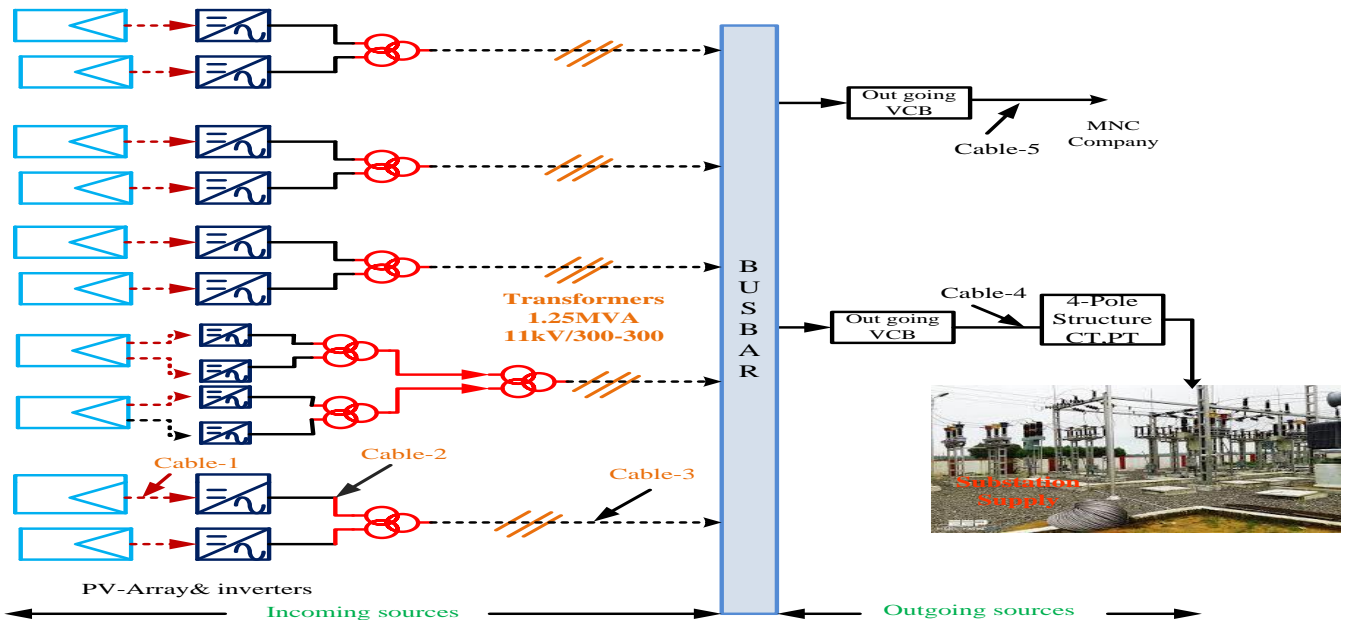 Out going
VCB
Cable-5
MNC
Company
BUSBAR
Transformers
1.25MVA
11kV/300-300
Cable-4
Out going
VCB
4-Pole
Structure
CT.PT
Cable-1
Cable-2
Cable-3
Substation
Supply
PV-Array& inverters
Incoming sources
Outgoing sources